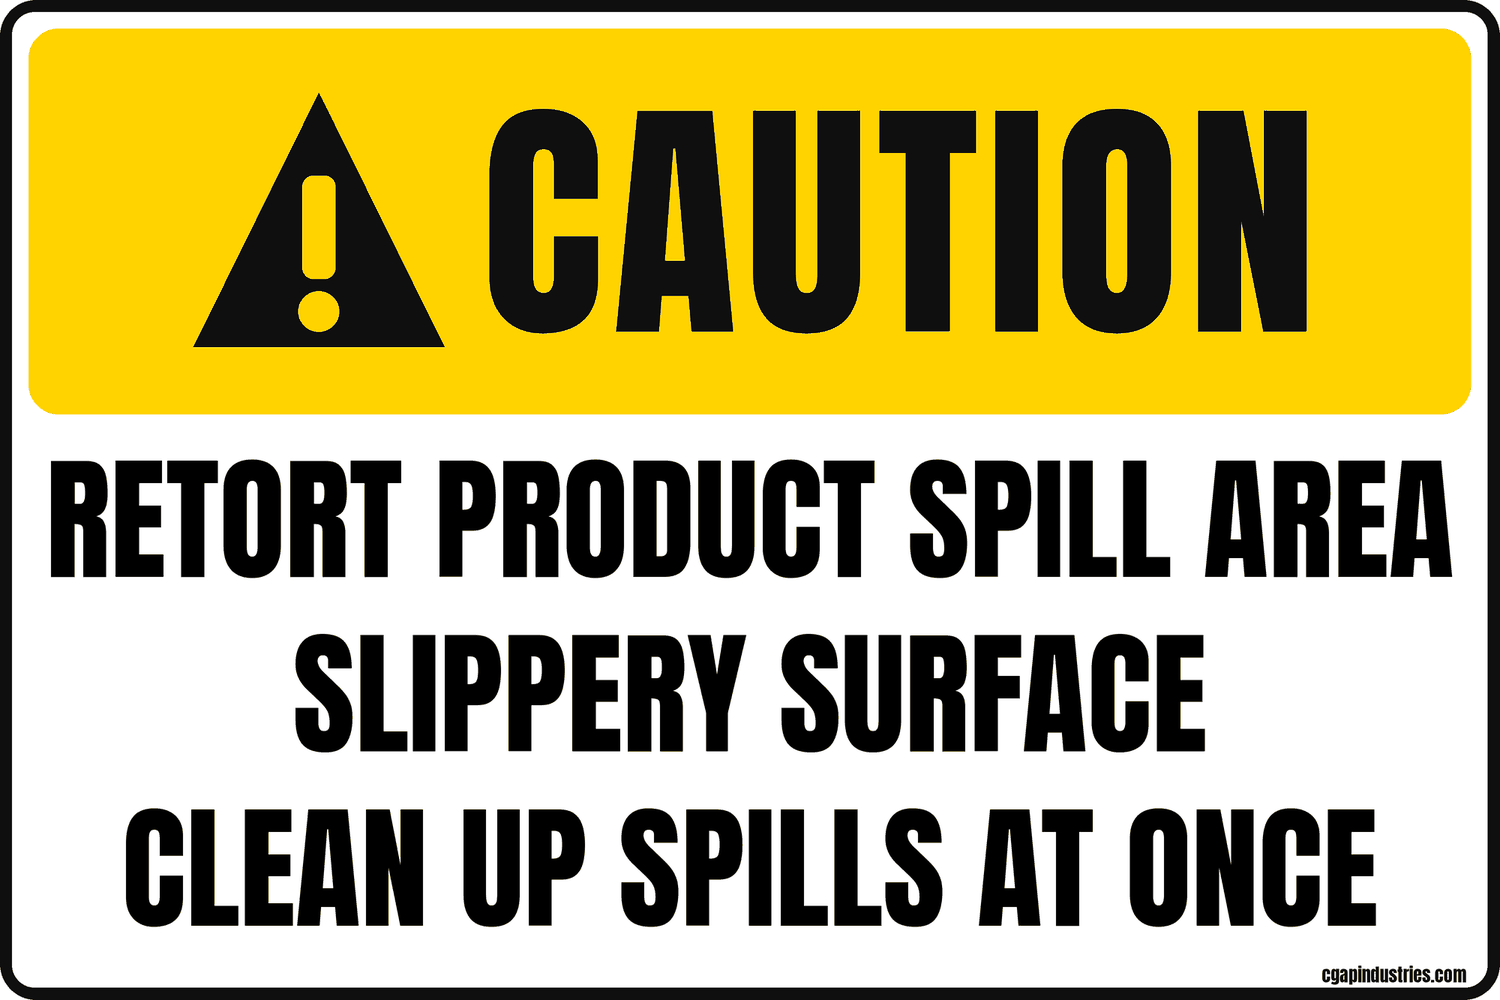 CAUTION
RETORT PRODUCT SPILL AREA
SLIPPERY SURFACE
CLEAN UP SPILLS AT ONCE
cgapindustries.com